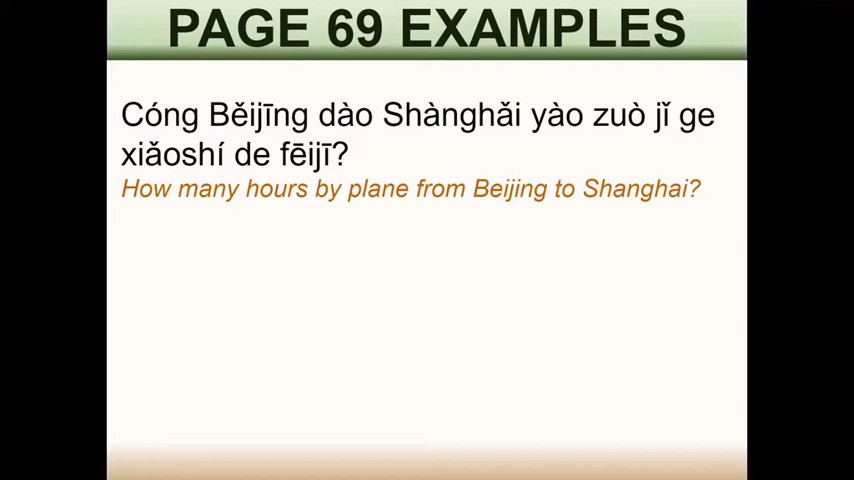 PAGE 69 EXAMPLES
Cóng Běijīng dào Shànghǎi yào zuò jǐ ge
xiǎoshí de fēijī?
How many hours by plane from Beijing to Shanghai?